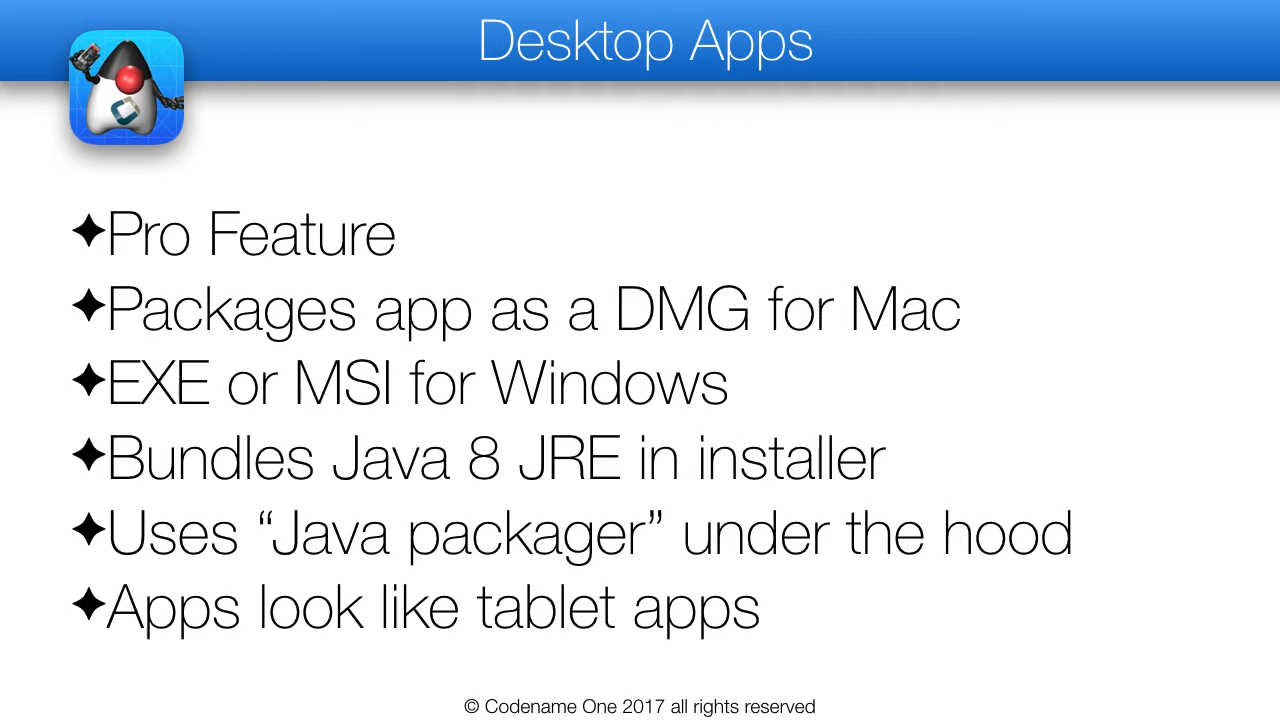 Desktop Apps
✦Pro Feature
✦Packages app as a DMG for Mac
✦EXE or MSI for Windows
✦Bundles Java 8 JRE in installer
✦Uses “Java packager” under the hood
✦Apps look like tablet apps
© Codename One 2017 all rights reserved